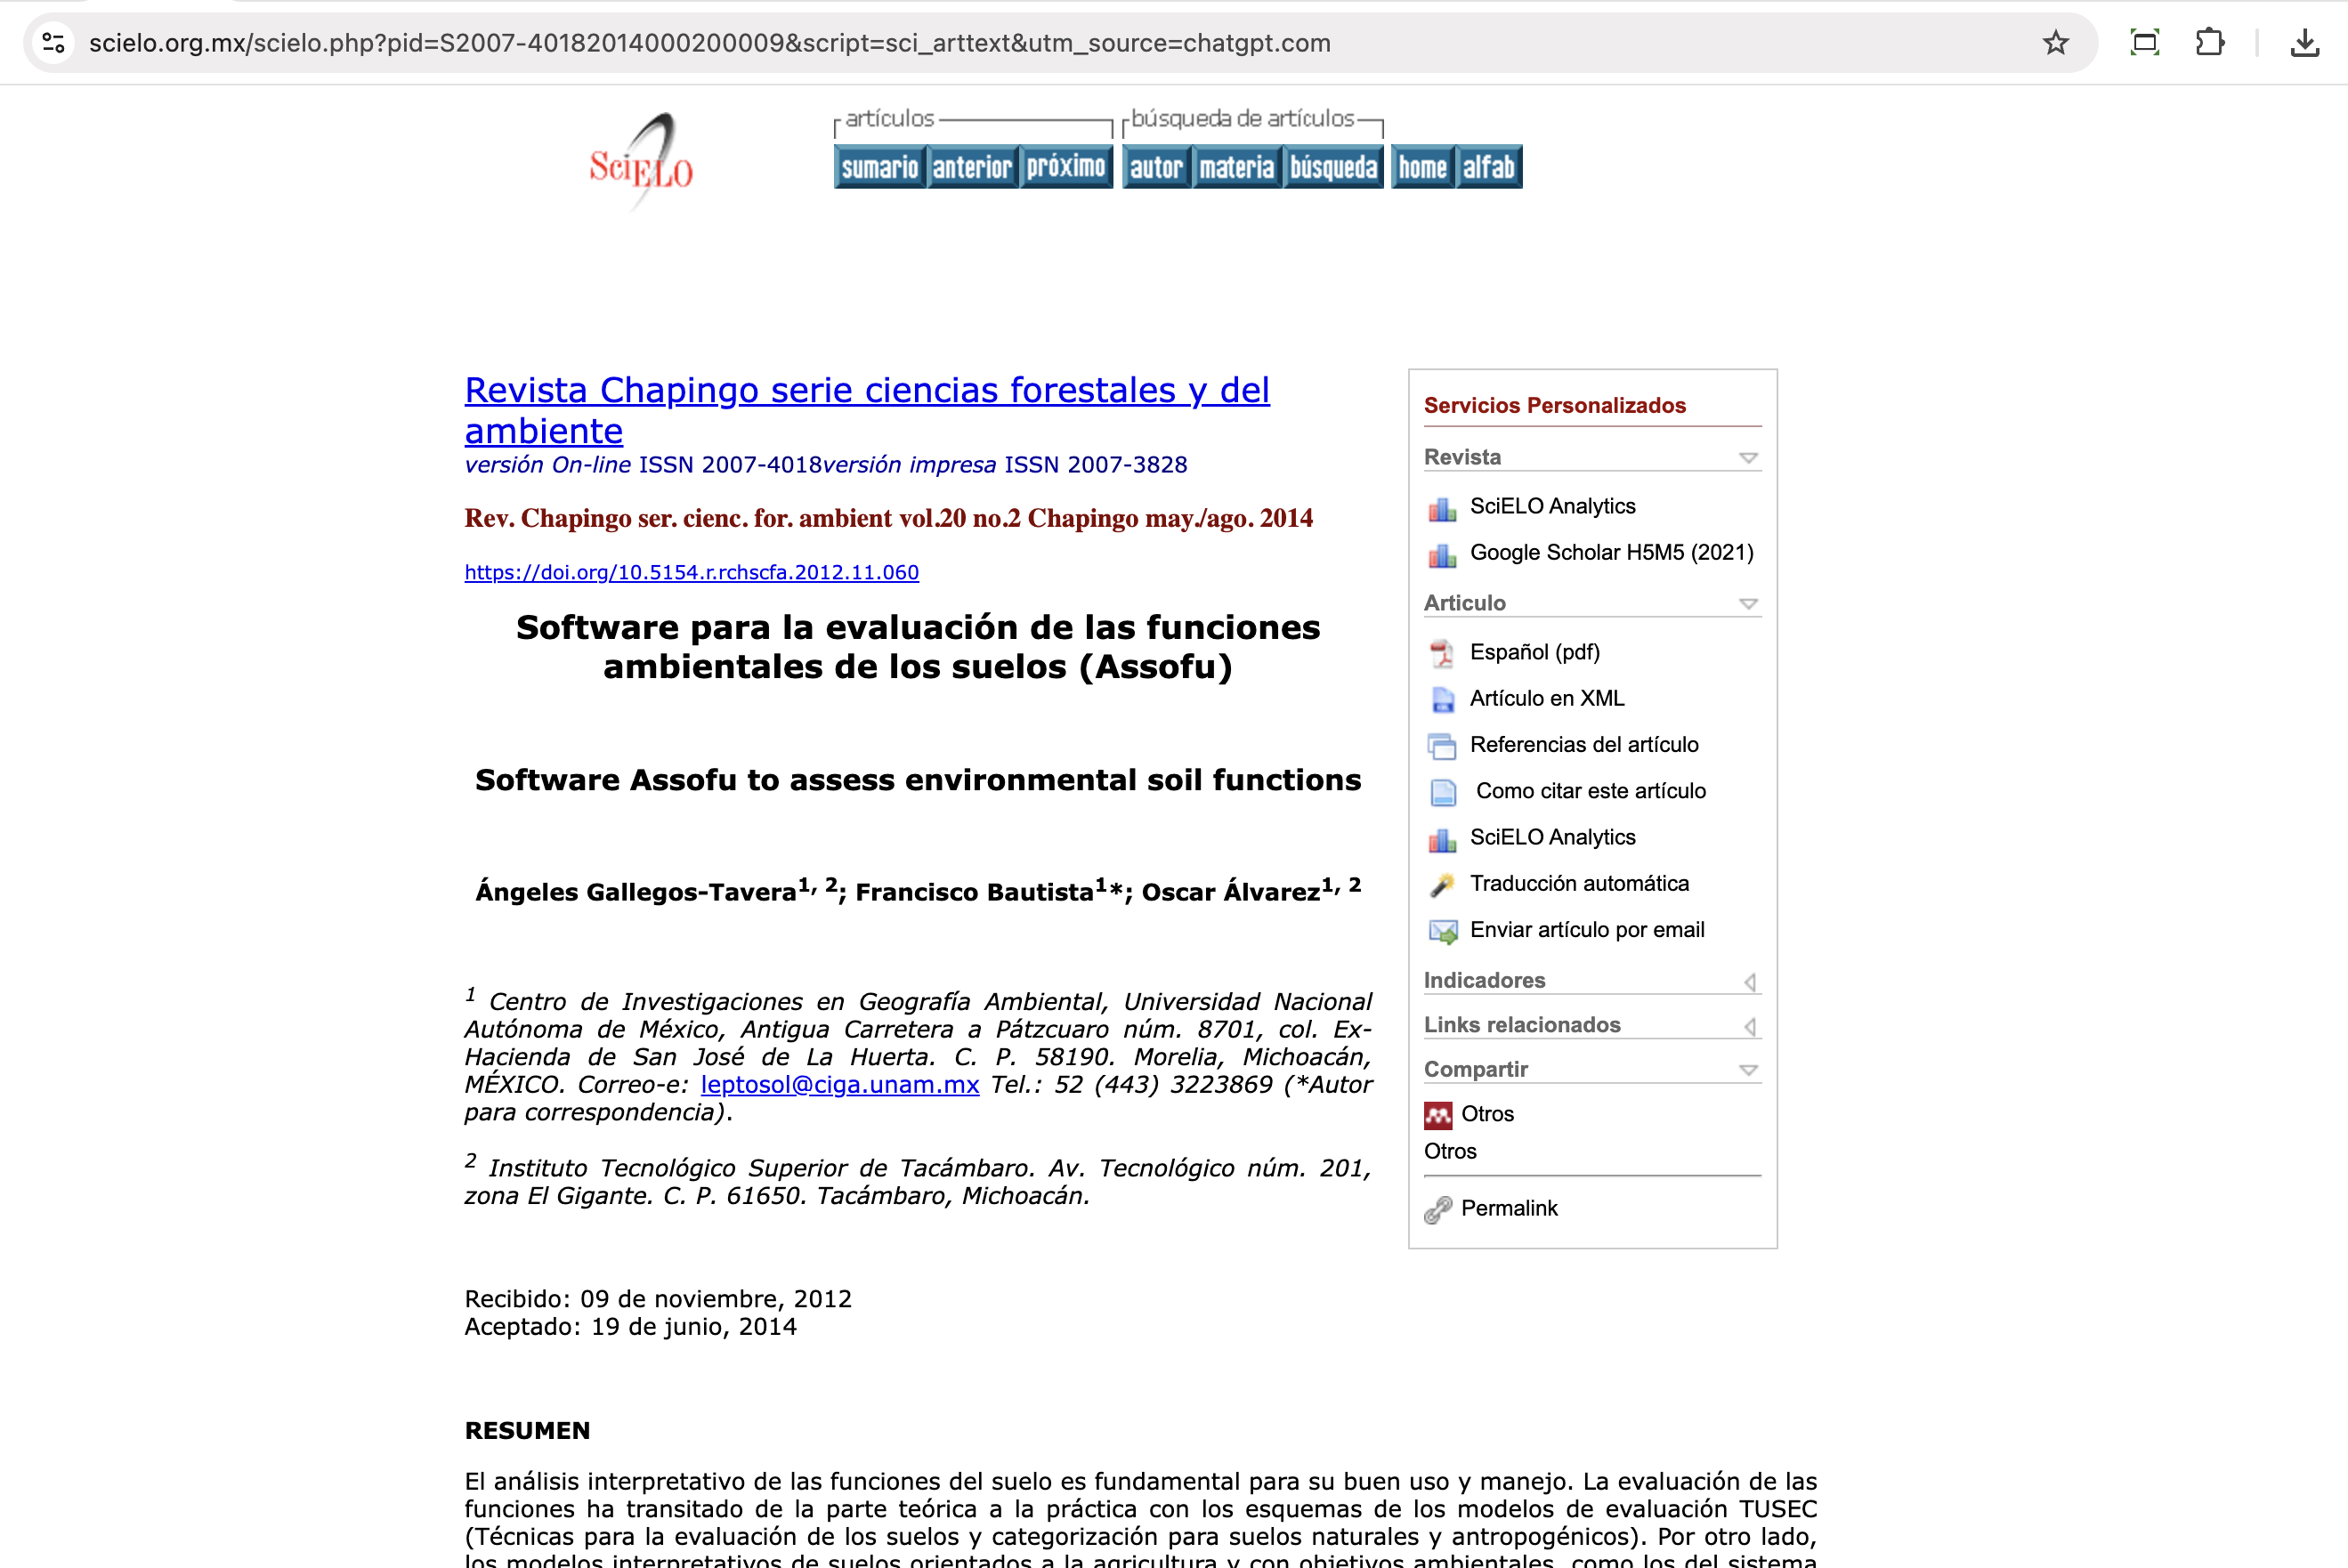 scielo.org.mx/scielo.php?pid=S2007-40182014000200009&script=sci_arttext&utm_source=chatgpt.com
SciELO
artículos
búsqueda de artículos
sumario anterior próximo autor materia búsqueda home alfab
Revista Chapingo serie ciencias forestales y del
ambiente
versión On-line ISSN 2007-4018versión impresa ISSN 2007-3828
Rev. Chapingo ser. cienc. for. ambient vol.20 no.2 Chapingo may./ago. 2014
https://doi.org/10.5154.r.rchscfa.2012.11.060
Software para la evaluación de las funciones
ambientales de los suelos (Assofu)
Software Assofu to assess environmental soil functions
Ángeles Gallegos-Tavera1, 2; Francisco Bautista1*; Oscar Álvarez1, 2
1 Centro de Investigaciones en Geografía Ambiental, Universidad Nacional
Autónoma de México, Antigua Carretera a Pátzcuaro núm. 8701, col. Ex-
Hacienda de San José de La Huerta. C. P. 58190. Morelia, Michoacán,
MÉXICO. Correo-e: leptosol@ciga.unam.mx Tel.: 52 (443) 3223869 (*Autor
para correspondencia).
2 Instituto Tecnológico Superior de Tacámbaro. Av. Tecnológico núm. 201,
zona El Gigante. C. P. 61650. Tacámbaro, Michoacán.
Recibido: 09 de noviembre, 2012
Aceptado: 19 de junio, 2014
RESUMEN
El análisis interpretativo de las funciones del suelo es fundamental para su buen uso y manejo. La evaluación de las
funciones ha transitado de la parte teórica a la práctica con los esquemas de los modelos de evaluación TUSEC
(Técnicas para la evaluación de los suelos y categorización para suelos naturales y antropogénicos). Por otro lado,
los modelos interpretativos de suelos orientados a la agricultura y con objetivos ambientales, como los del sistema
Servicios Personalizados
Revista
SciELO Analytics
Google Scholar H5M5 (2021)
Articulo
Español (pdf)
Artículo en XML
Referencias del artículo
Como citar este artículo
SciELO Analytics
Traducción automática
Enviar artículo por email
Indicadores
Links relacionados
Compartir
Otros
Otros
Permalink